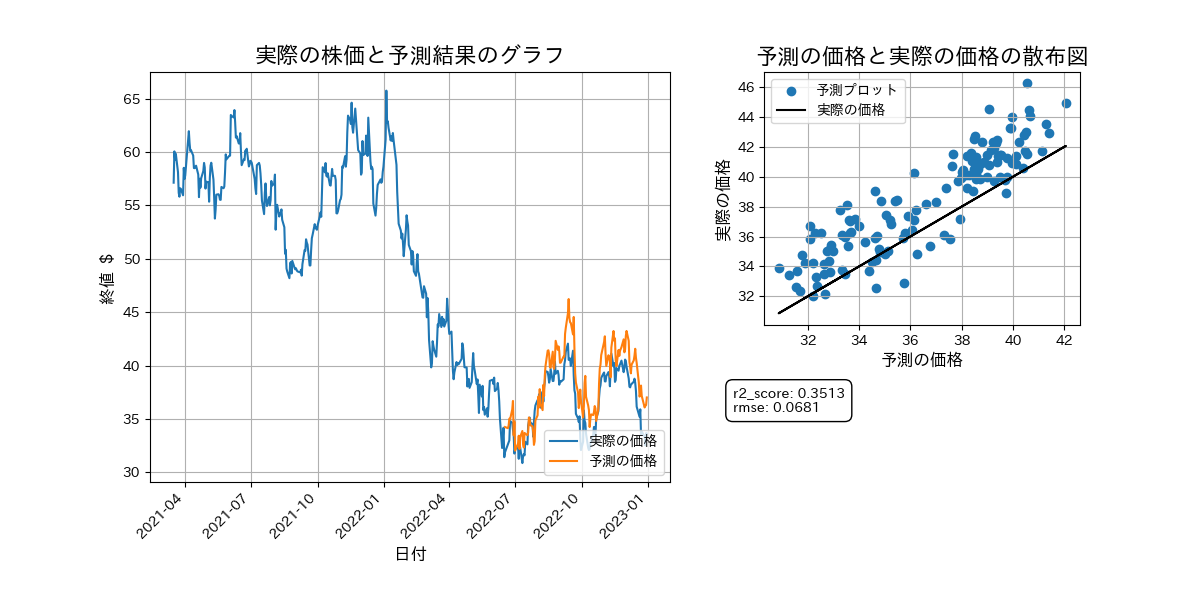 実際の株価と予測結果のグラフ
65
60
55
50
45
40
35
30
終値 $
2021-04
2021-07
2021-10
2022-01
2022-04
2022-07
2022-10
2023-01
日付
実際の価格
予測の価格
予測の価格と実際の価格の散布図
予測プロット
実際の価格
46
44
42
40
38
36
34
32
実際の価格
32
34
36
38
40
42
予測の価格
r2_score: 0.3513
rmse: 0.0681